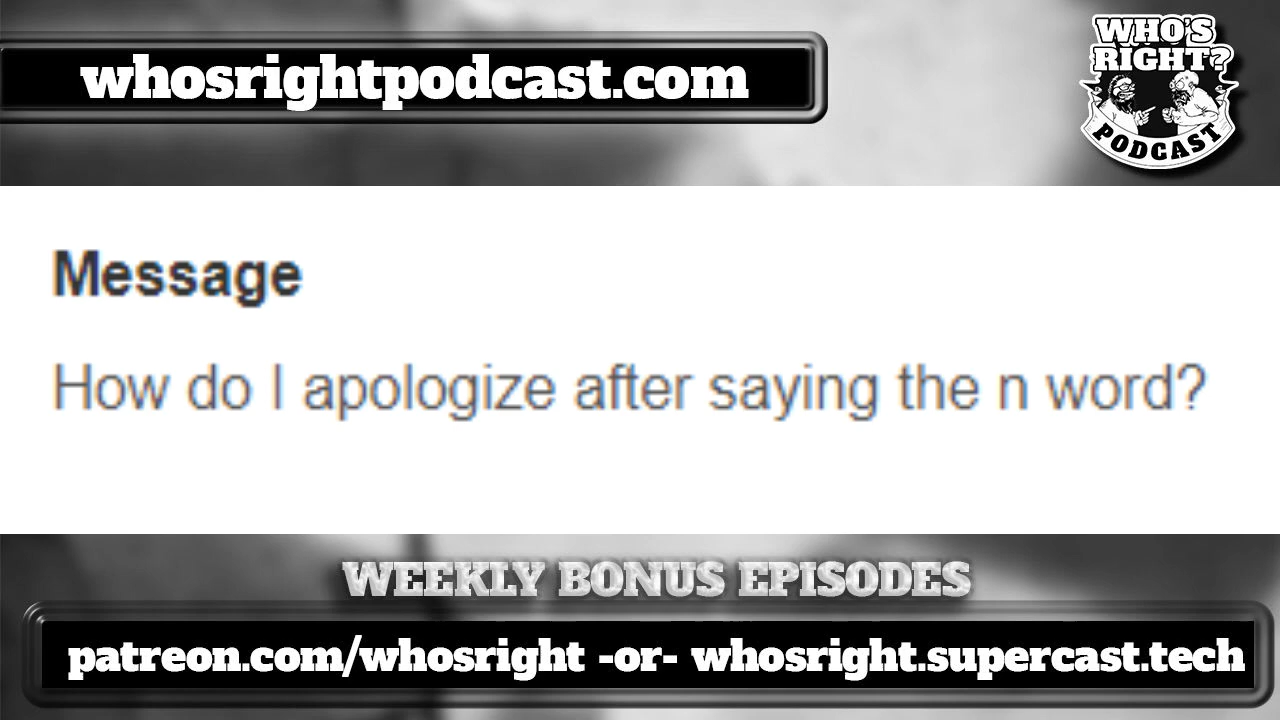 whosrightpodcast.com
WHO'S
RIGHT?
PODCAST
Message
How do I apologize after saying the n word?
WEEKLY BONUS EPISODES
patreon.com/whosright -or- whosright.supercast.tech